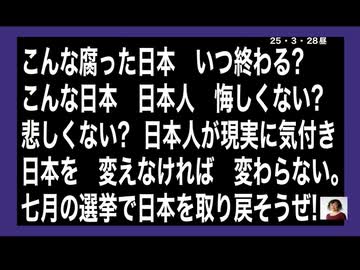 25・3・28昼
こんな腐った日本　いつ終わる?
こんな日本　日本人　悔しくない?
悲しくない?　日本人が現実に気付き
日本を　変えなければ　変わらない。
七月の選挙で日本を取り戻そうぜ!